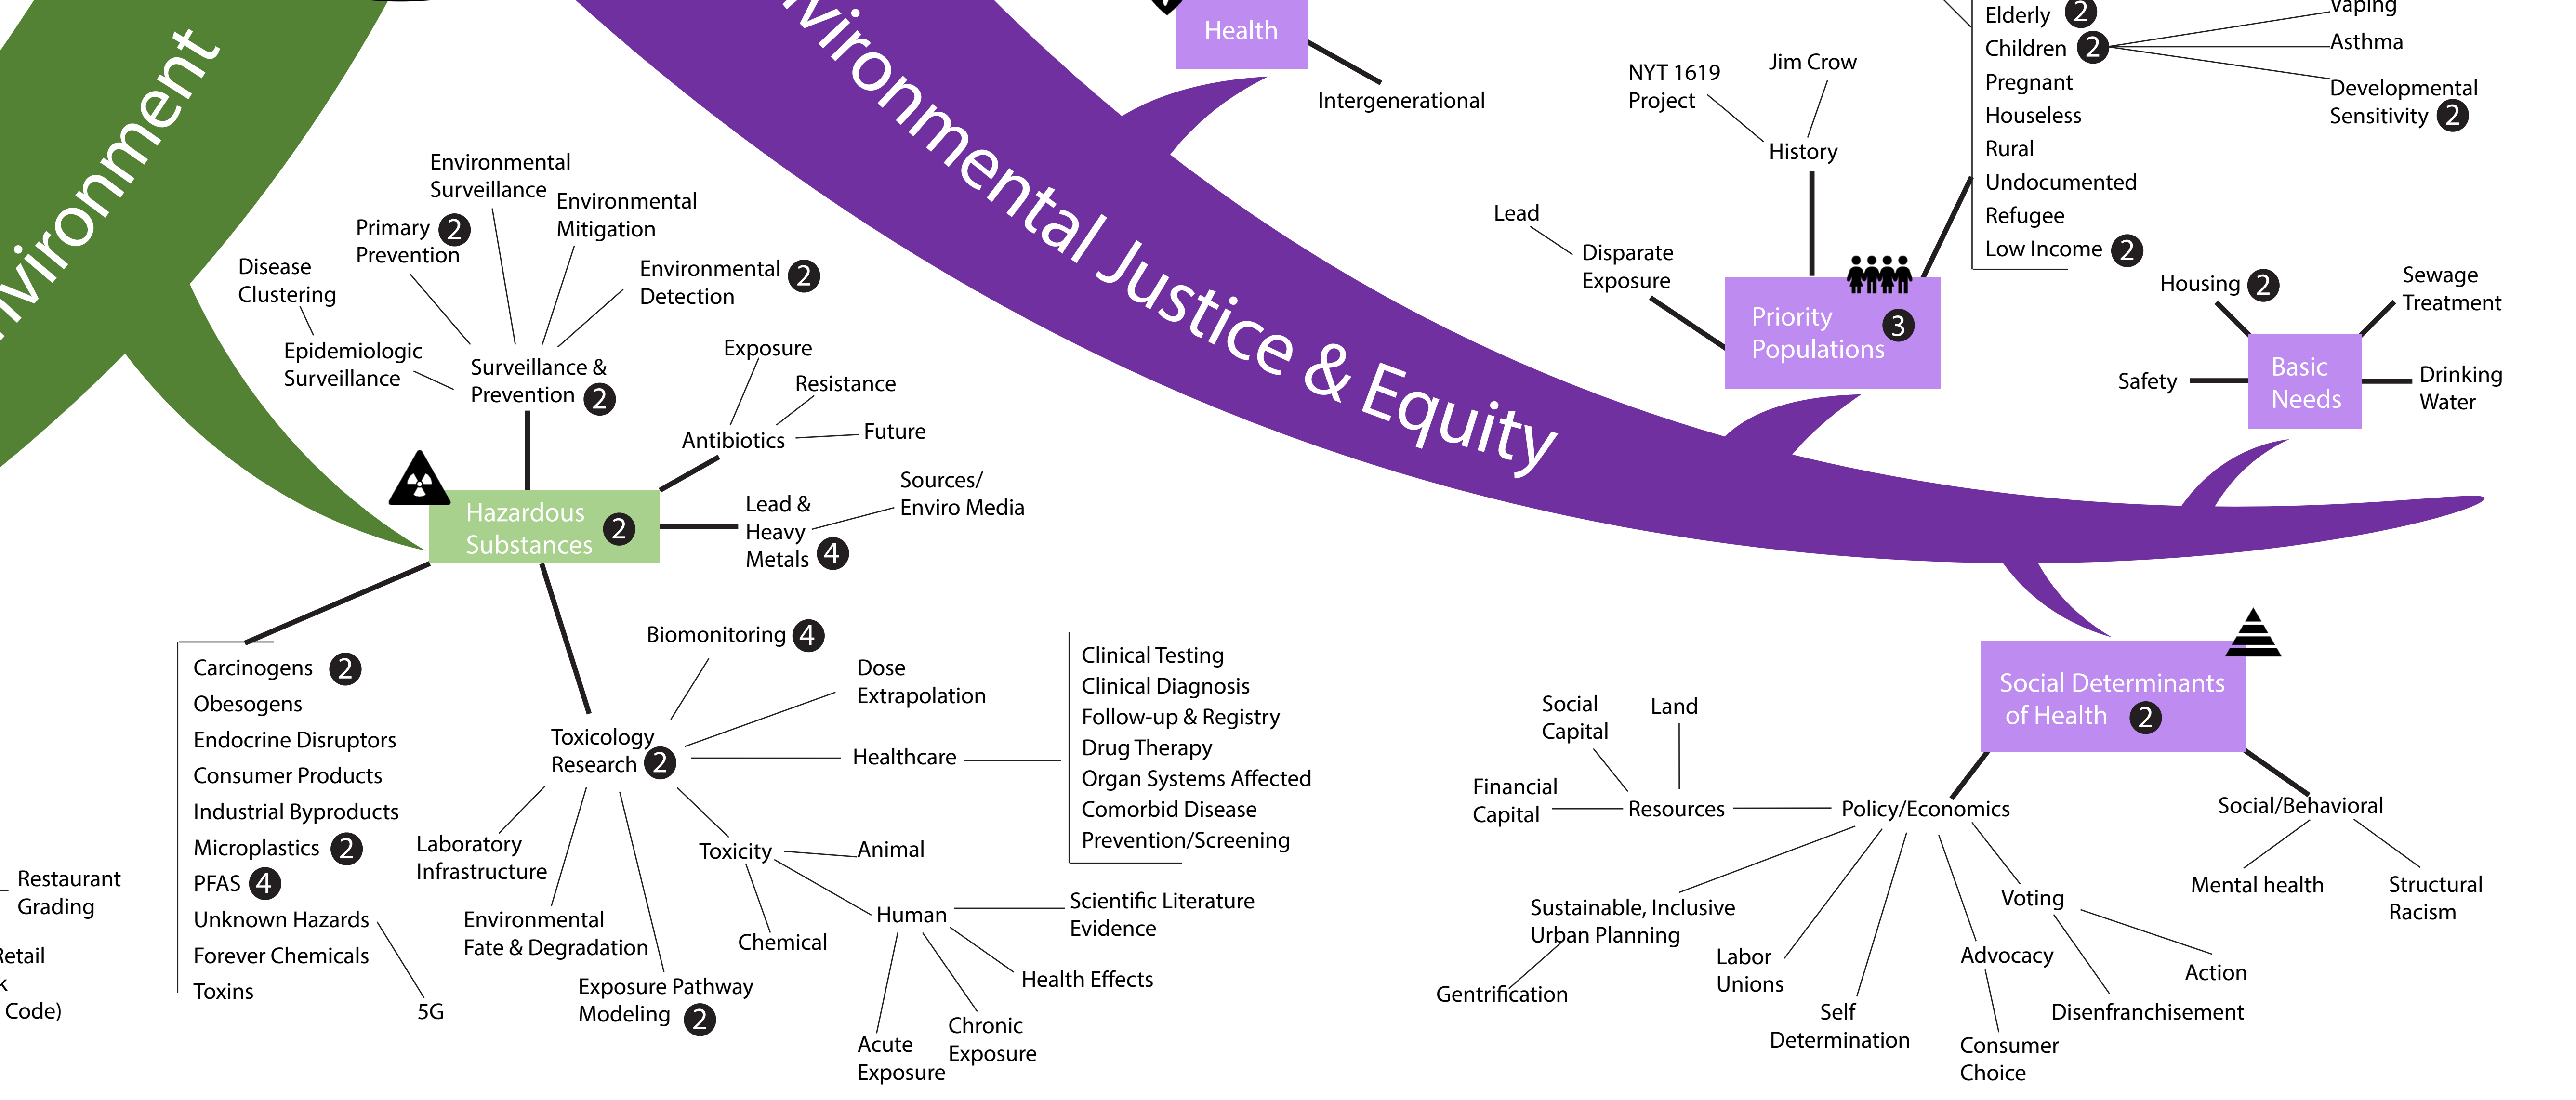 nvironment
nvironmental Justice & Equity
Health
Intergenerational
NYT 1619
Project
Jim Crow
History
Lead
Disparate
Exposure
Priority
Populations 3
Elderly 2
Children 2
Pregnant
Houseless
Rural
Undocumented
Refugee
Low Income 2
Vaping
Asthma
Developmental
Sensitivity 2
Housing 2
Sewage
Treatment
Safety
Basic
Needs
Drinking
Water
Environmental
Surveillance
Environmental
Mitigation
Primary 2
Prevention
Environmental 2
Detection
Disease
Clustering
Epidemiologic
Surveillance
Surveillance &
Prevention 2
Exposure
Resistance
Antibiotics
Future
Hazardous
Substances 2
Lead &
Heavy
Metals 4
Sources/
Enviro Media
Carcinogens 2
Obesogens
Endocrine Disruptors
Consumer Products
Industrial Byproducts
Microplastics 2
PFAS 4
Unknown Hazards
Forever Chemicals
Toxins
5G
Restaurant
Grading
Retail
k
Code)
Biomonitoring 4
Dose
Extrapolation
Toxicology
Research 2
Healthcare
Clinical Testing
Clinical Diagnosis
Follow-up & Registry
Drug Therapy
Organ Systems Affected
Comorbid Disease
Prevention/Screening
Laboratory
Infrastructure
Environmental
Fate & Degradation
Exposure Pathway
Modeling 2
Toxicity
Animal
Chemical
Human
Scientific Literature
Evidence
Health Effects
Chronic
Exposure
Acute
Exposure
Social Determinants
of Health 2
Social
Capital
Land
Financial
Capital
Resources
Policy/Economics
Social/Behavioral
Mental health
Structural
Racism
Sustainable, Inclusive
Urban Planning
Gentrification
Labor
Unions
Self
Determination
Advocacy
Consumer
Choice
Voting
Action
Disenfranchisement